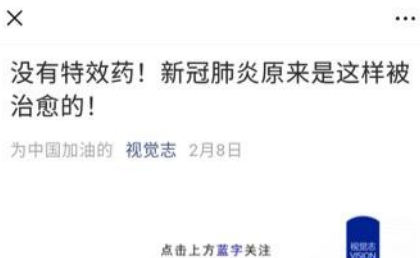 没有特效药！新冠肺炎原来是这样被
治愈的！
为中国加油的 视觉志 2月8日
点击上方蓝字关注
视觉志
VISION